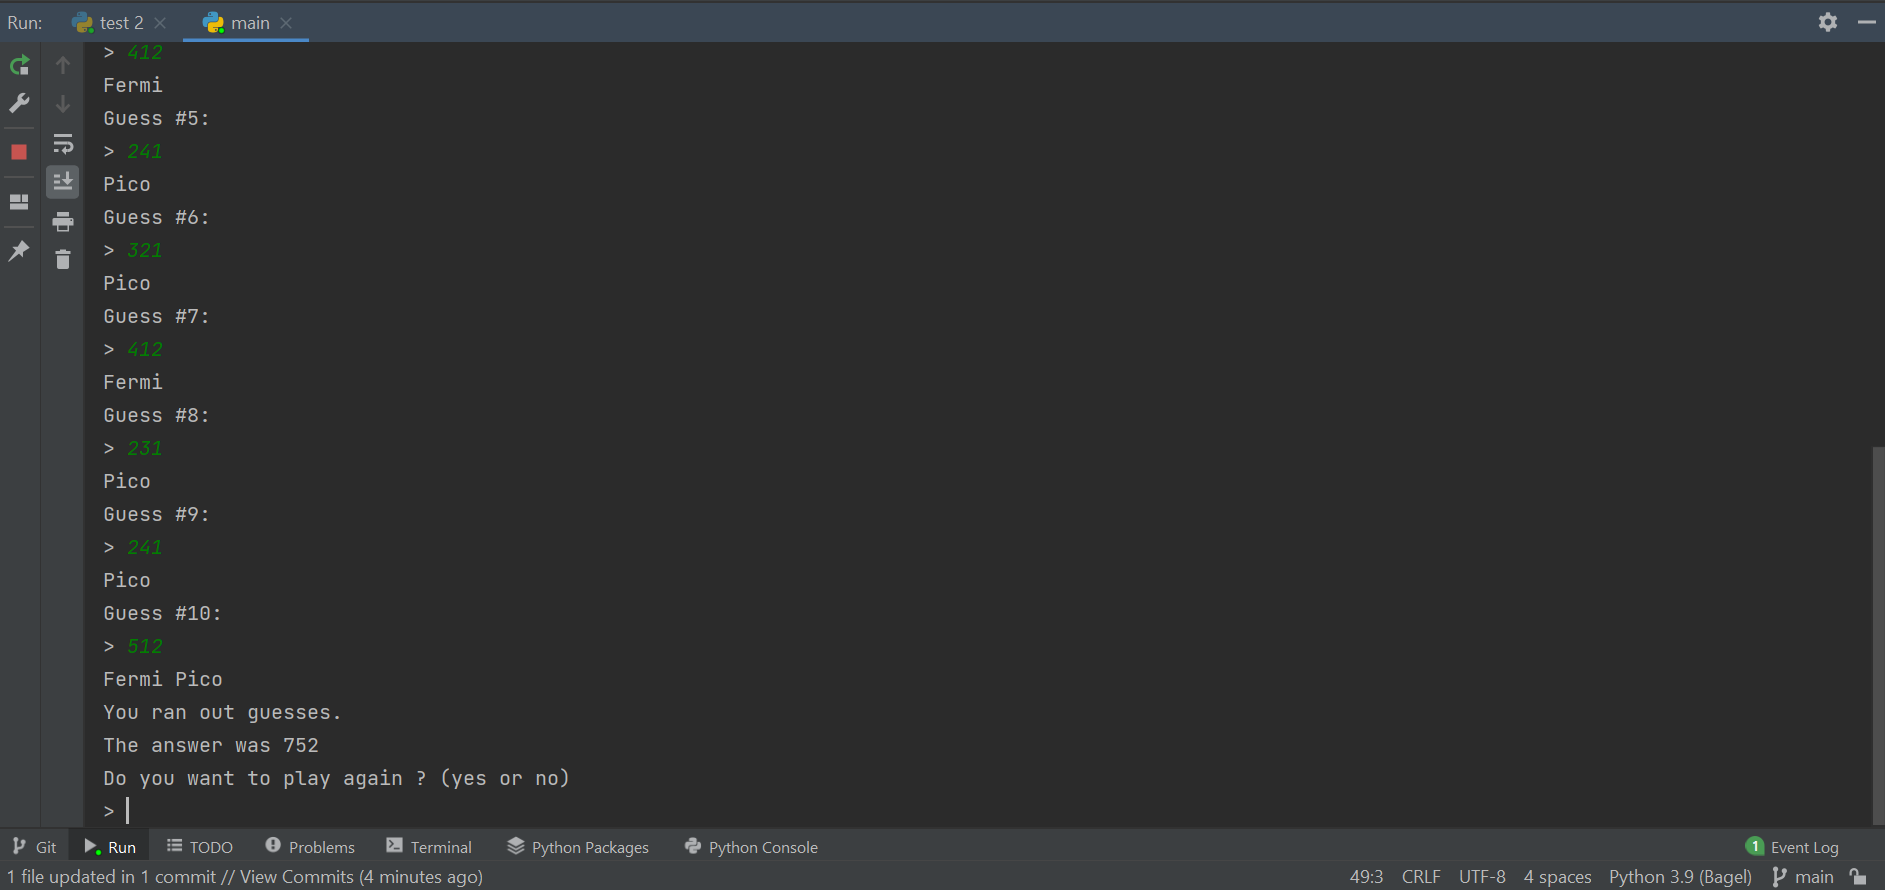 Run: test 2 main
> 412
Fermi
Guess #5:
> 241
Pico
Guess #6:
> 321
Pico
Guess #7:
> 412
Fermi
Guess #8:
> 231
Pico
Guess #9:
> 241
Pico
Guess #10:
> 512
Fermi Pico
You ran out guesses.
The answer was 752
Do you want to play again ? (yes or no)
>
Git Run TODO Problems Terminal Python Packages Python Console 1 Event Log
1 file updated in 1 commit // View Commits (4 minutes ago) 49:3 CRLF UTF-8 4 spaces Python 3.9 (Bagel) main